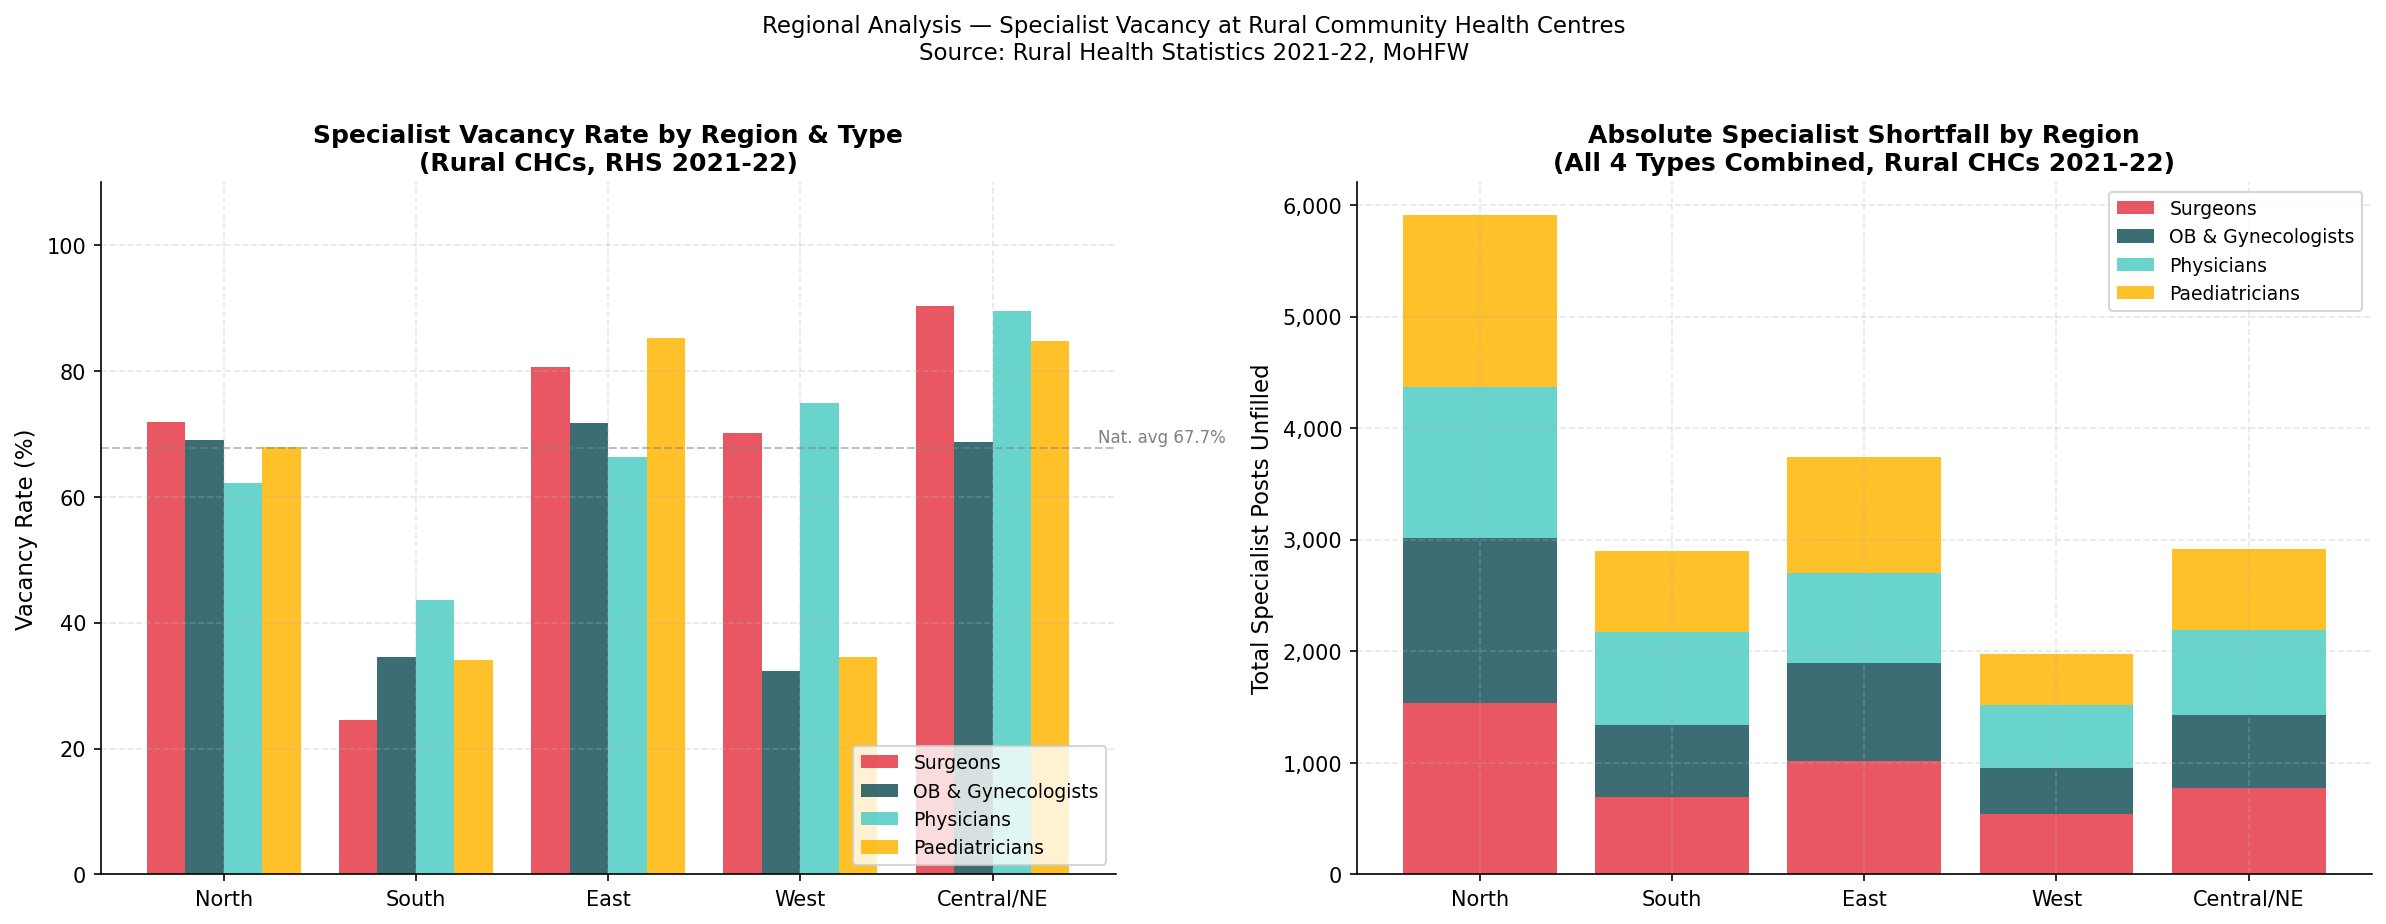 Regional Analysis — Specialist Vacancy at Rural Community Health Centres
Source: Rural Health Statistics 2021-22, MoHFW
Specialist Vacancy Rate by Region & Type
(Rural CHCs, RHS 2021-22)
Vacancy Rate (%)
100
80
60
40
20
0
Nat. avg 67.7%
Surgeons
OB & Gynecologists
Physicians
Paediatricians
North
South
East
West
Central/NE
Absolute Specialist Shortfall by Region
(All 4 Types Combined, Rural CHCs 2021-22)
Total Specialist Posts Unfilled
6,000
5,000
4,000
3,000
2,000
1,000
0
Surgeons
OB & Gynecologists
Physicians
Paediatricians
North
South
East
West
Central/NE